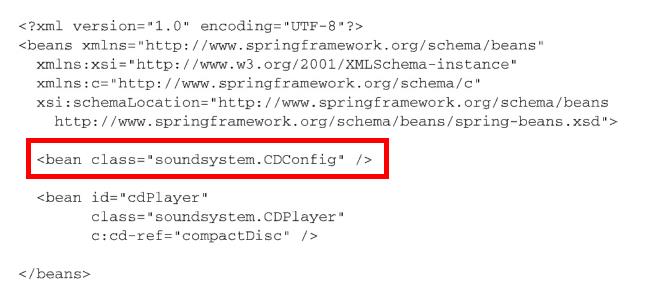 <?xml version="1.0" encoding="UTF-8"?>
<beans xmlns="http://www.springframework.org/schema/beans"
xmlns:xsi="http://www.w3.org/2001/XMLSchema-instance"
xmlns:c="http://www.springframework.org/schema/c"
xsi:schemaLocation="http://www.springframework.org/schema/beans
http://www.springframework.org/schema/beans/spring-beans.xsd">
<bean class="soundsystem.CDConfig" />
<bean id="cdPlayer"
class="soundsystem.CDPlayer"
c:cd-ref="compactDisc" />
</beans>